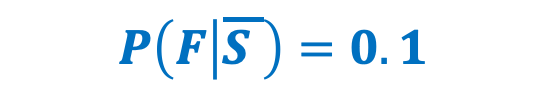 P(F|S̅) = 0.1